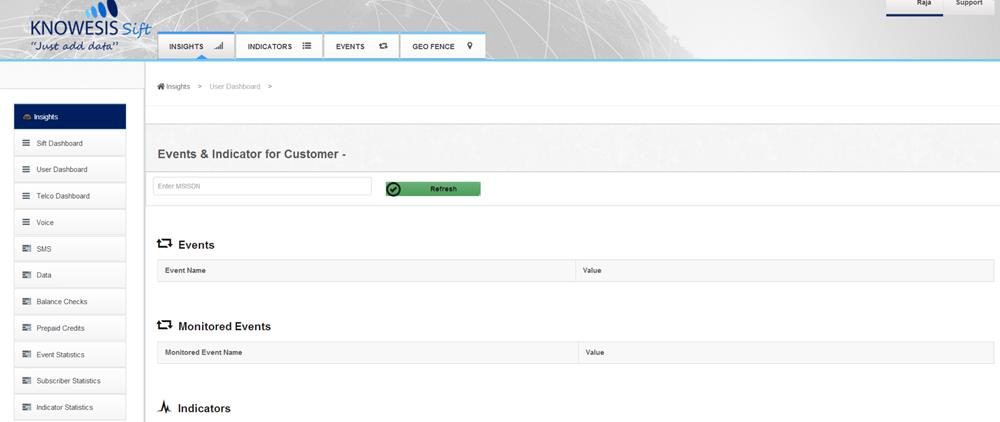 Raja
Support
KNOWESIS Sift
"Just add data"
INSIGHTS
INDICATORS
EVENTS
GEO FENCE
Insights > User Dashboard >
Insights
Sift Dashboard
User Dashboard
Telco Dashboard
Voice
SMS
Data
Balance Checks
Prepaid Credits
Event Statistics
Subscriber Statistics
Indicator Statistics
Events & Indicator for Customer -
Enter MSISDN
Refresh
Events
Event Name
Value
Monitored Events
Monitored Event Name
Value
Indicators